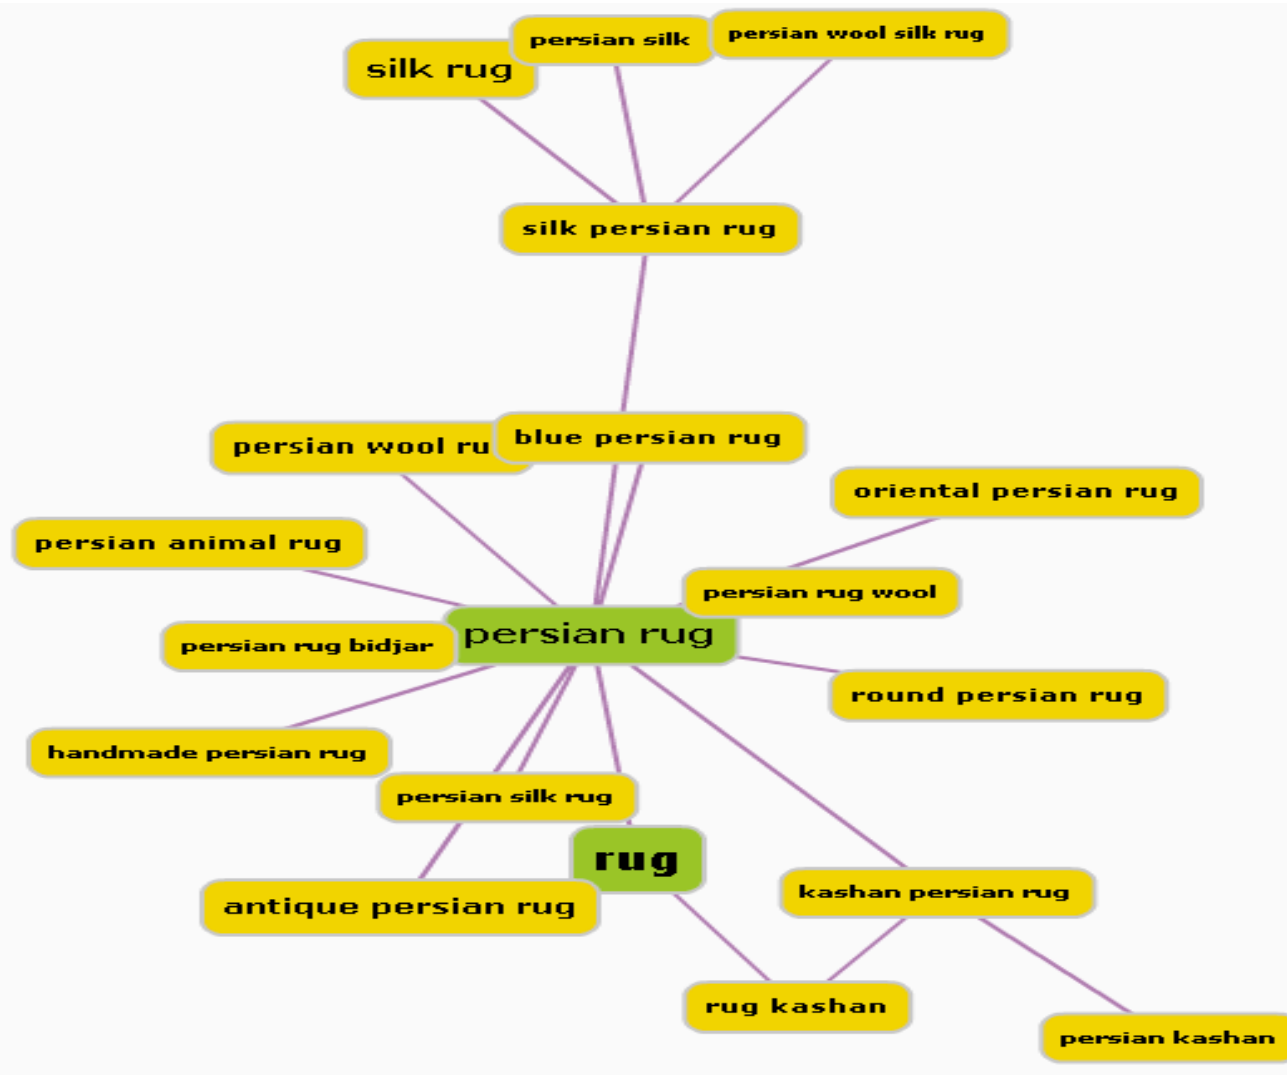 persian silk
persian wool silk rug
silk rug
silk persian rug
blue persian rug
persian wool ru
oriental persian rug
persian animal rug
persian rug wool
persian rug
persian rug bidjar
round persian rug
handmade persian rug
persian silk rug
rug
kashan persian rug
antique persian rug
rug kashan
persian kashan